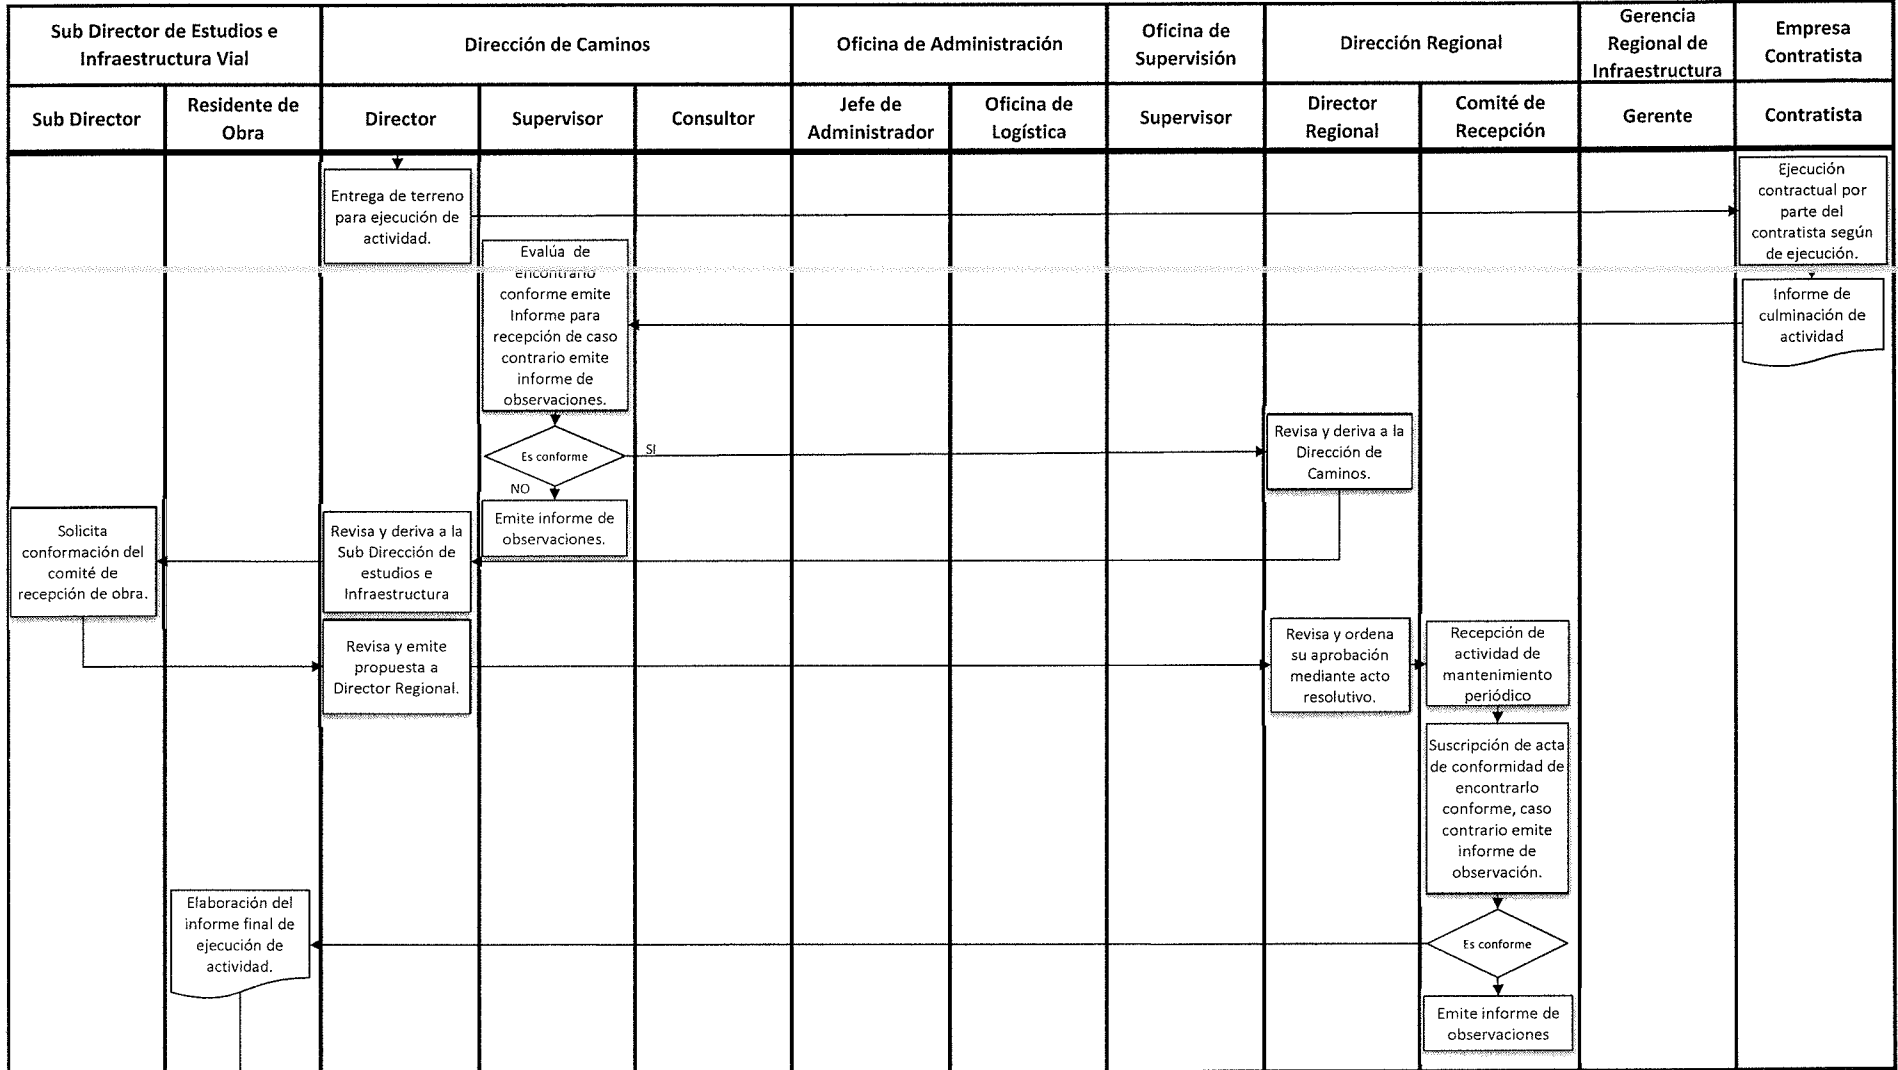 Sub Director de Estudios e
Infraestructura Vial
Dirección de Caminos
Oficina de Administración
Oficina de
Supervisión
Dirección Regional
Gerencia
Regional de
Infraestructura
Empresa
Contratista
Sub Director
Residente de
Obra
Director
Supervisor
Consultor
Jefe de
Administrador
Oficina de
Logística
Supervisor
Director
Regional
Comité de
Recepción
Gerente
Contratista
Entrega de terreno
para ejecución de
actividad.
Ejecución
contractual por
parte del
contratista según
de ejecución.
Evalúa de
encontrarlo
conforme emite
Informe para
recepción de caso
contrario emite
informe de
observaciones.
Informe de
culminación de
actividad
Es conforme
SI
NO
Revisa y deriva a la
Dirección de
Caminos.
Emite informe de
observaciones.
Solicita
conformación del
comité de
recepción de obra.
Revisa y deriva a la
Sub Dirección de
estudios e
Infraestructura
Revisa y emite
propuesta a
Director Regional.
Revisa y ordena
su aprobación
mediante acto
resolutivo.
Recepción de
actividad de
mantenimiento
periódico
Suscripción de acta
de conformidad de
encontrarlo
conforme, caso
contrario emite
informe de
observación.
Elaboración del
informe final de
ejecución de
actividad.
Es conforme
Emite informe de
observaciones